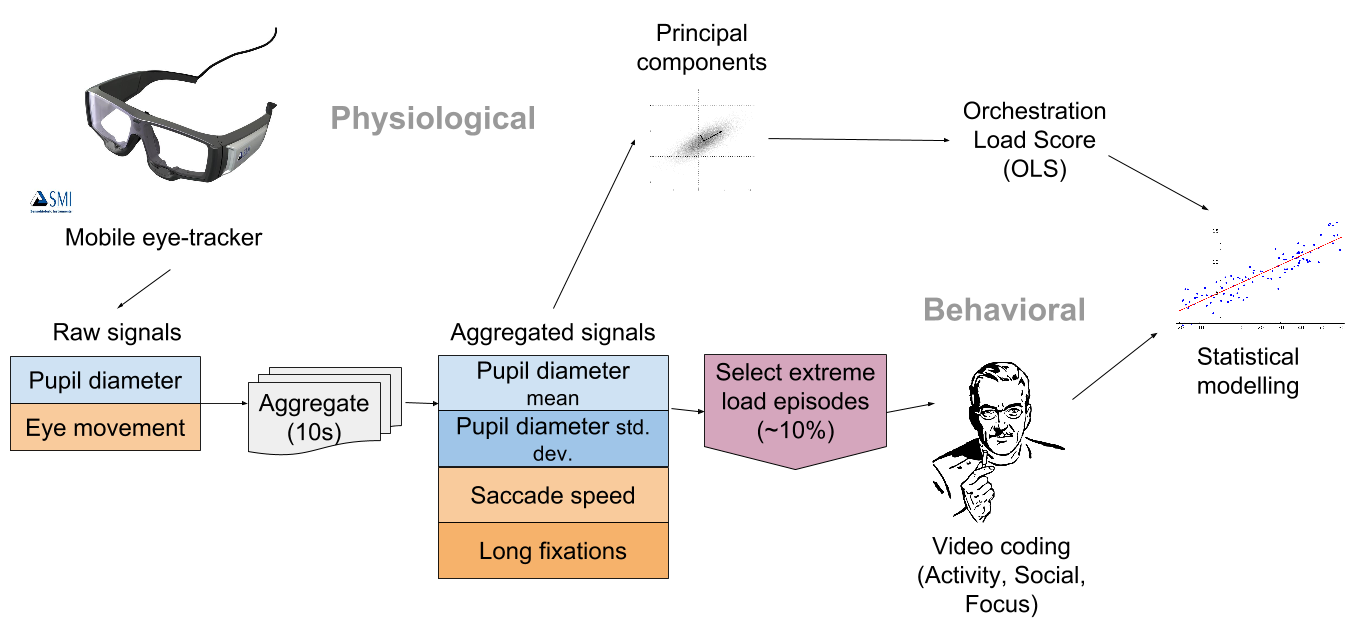 Principal
components
Physiological
Orchestration
Load Score
(OLS)
SMI
Mobile eye-tracker
Behavioral
Raw signals
Aggregated signals
Statistical
modelling
Pupil diameter
Eye movement
Aggregate
(10s)
Pupil diameter
mean
Pupil diameter std.
dev.
Saccade speed
Long fixations
Select extreme
load episodes
(~10%)
Video coding
(Activity, Social,
Focus)